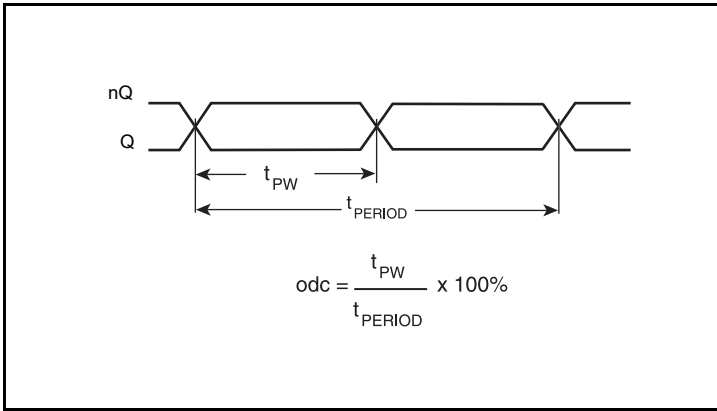 nQ
Q
tPW
tPERIOD
odc = tPW / tPERIOD x 100%